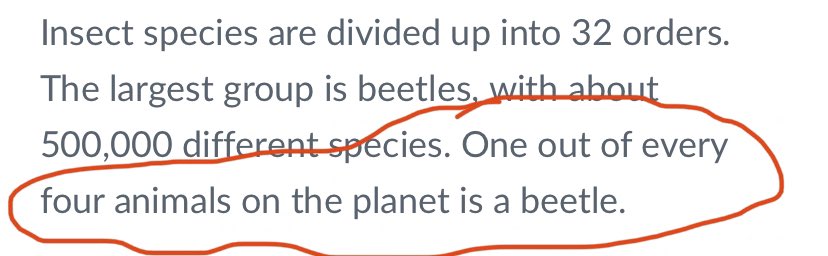 Insect species are divided up into 32 orders.
The largest group is beetles, with about
500,000 different species. One out of every
four animals on the planet is a beetle.